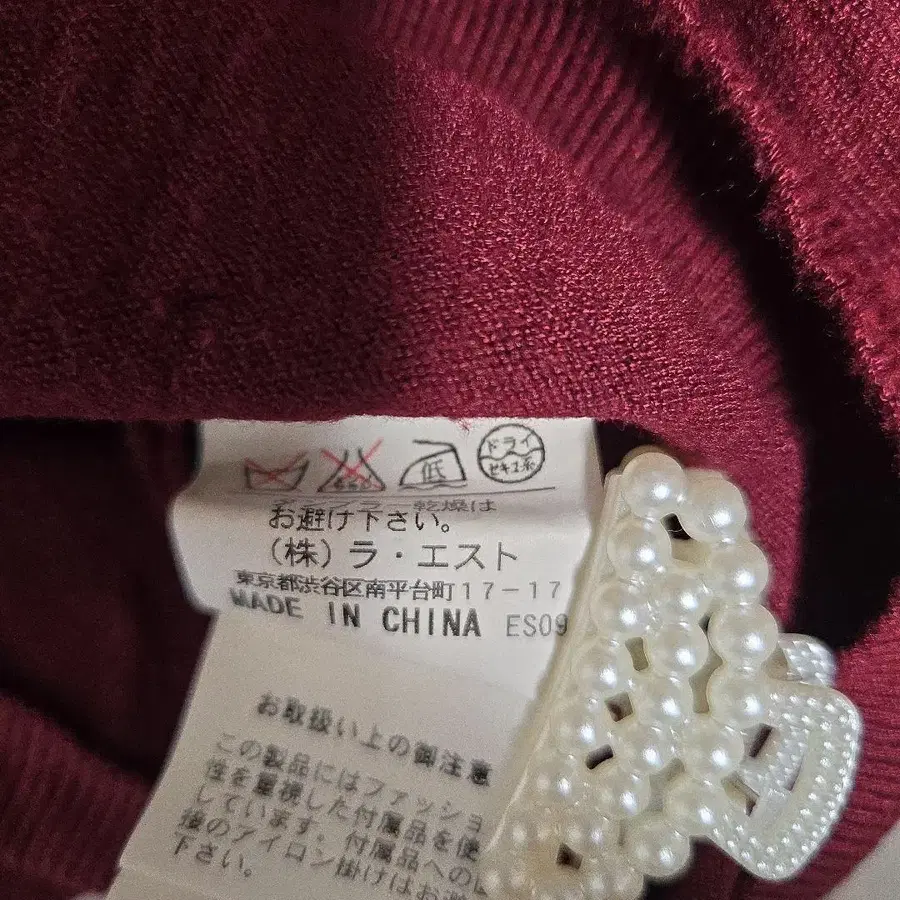 低
ドライ
セキユ系
乾燥は
お避け下さい。
(株)ラ・エスト
東京都渋谷区南平台町17-17
MADE IN CHINA ES09
お取扱い上の御注意
この製品にはファッショ
性を重視した付属品を使
しています。付属品への
後のアイロン掛けはお避
下さい。